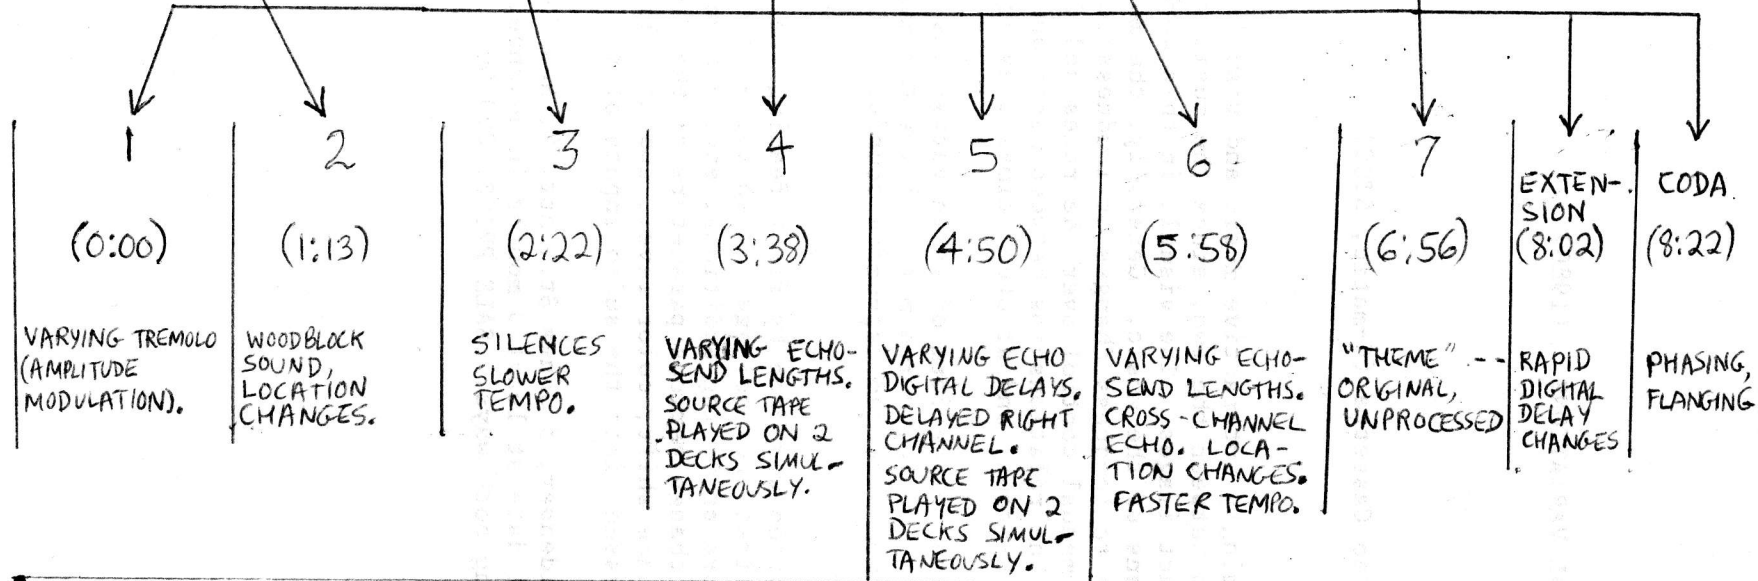 1
(0:00)
VARYING TREMOLO
(AMPLITUDE
MODULATION).
2
(1:13)
WOODBLOCK
SOUND,
LOCATION
CHANGES.
3
(2:22)
SILENCES
SLOWER
TEMPO.
4
(3:38)
VARYING ECHO-
SEND LENGTHS.
SOURCE TAPE
PLAYED ON 2
DECKS SIMUL-
TANEOUSLY.
5
(4:50)
VARYING ECHO
DIGITAL DELAYS.
DELAYED RIGHT
CHANNEL.
SOURCE TAPE
PLAYED ON 2
DECKS SIMUL-
TANEOUSLY.
6
(5:58)
VARYING ECHO-
SEND LENGTHS.
CROSS-CHANNEL
ECHO. LOCA-
TION CHANGES.
FASTER TEMPO.
7
(6:56)
"THEME" --
ORIGINAL,
UNPROCESSED
EXTEN-
SION
(8:02)
RAPID
DIGITAL
DELAY
CHANGES
CODA
(8:22)
PHASING,
FLANGING